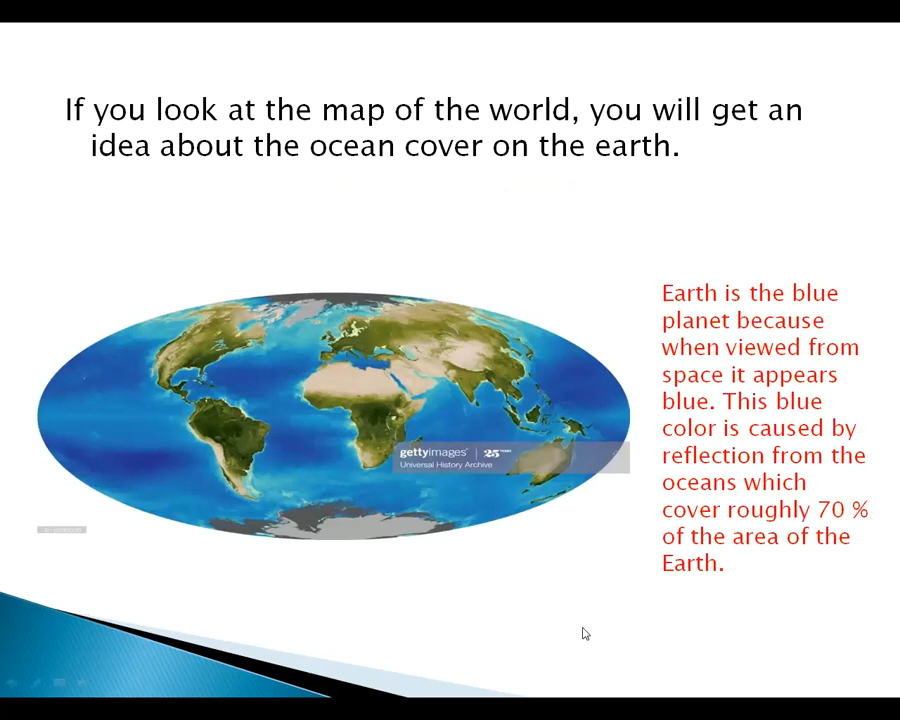 If you look at the map of the world, you will get an
idea about the ocean cover on the earth.
Earth is the blue
planet because
when viewed from
space it appears
blue. This blue
color is caused by
reflection from the
oceans which
cover roughly 70 %
of the area of the
Earth.
gettyimages | 25 YEARS
Universal History Archive